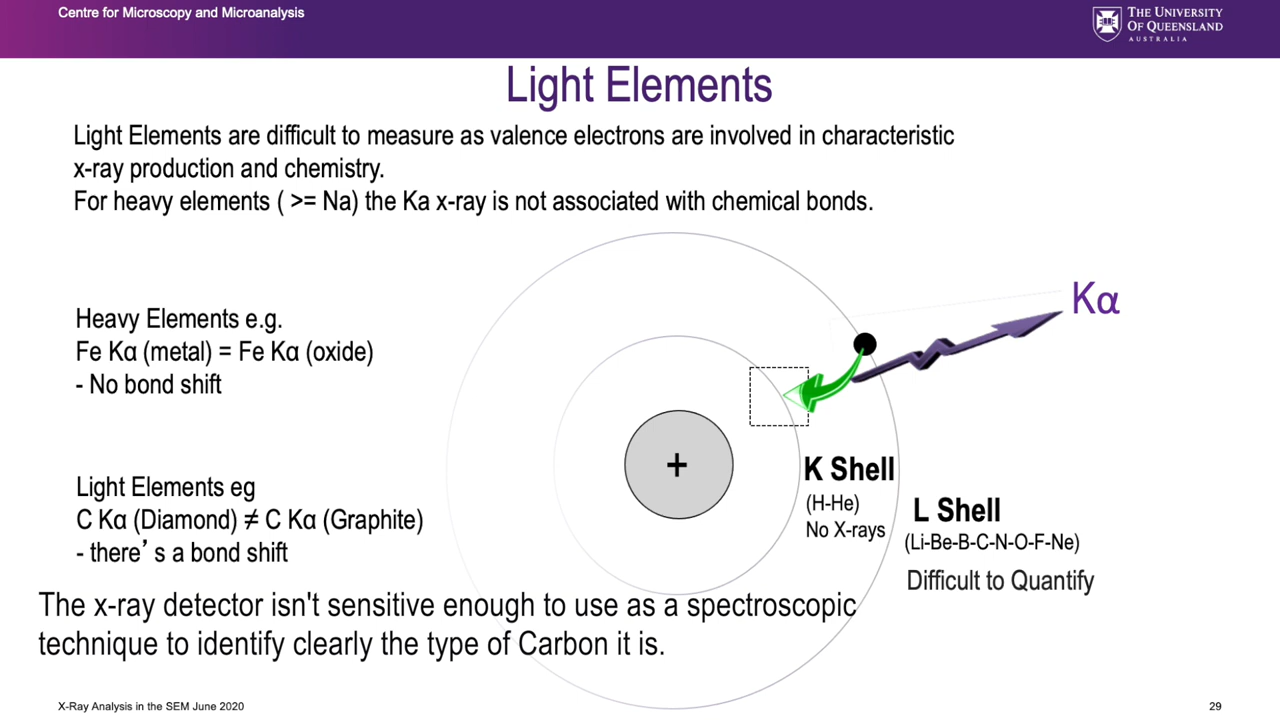 Centre for Microscopy and Microanalysis
THE UNIVERSITY
OF QUEENSLAND
AUSTRALIA
Light Elements
Light Elements are difficult to measure as valence electrons are involved in characteristic
x-ray production and chemistry.
For heavy elements ( >= Na) the Ka x-ray is not associated with chemical bonds.
Kα
Heavy Elements e.g.
Fe Kα (metal) = Fe Kα (oxide)
- No bond shift
+
K Shell
(H-He)
No X-rays
L Shell
(Li-Be-B-C-N-O-F-Ne)
Difficult to Quantify
Light Elements eg
C Kα (Diamond) ≠ C Kα (Graphite)
- there’ s a bond shift
The x-ray detector isn't sensitive enough to use as a spectroscopic
technique to identify clearly the type of Carbon it is.
X-Ray Analysis in the SEM June 2020
29